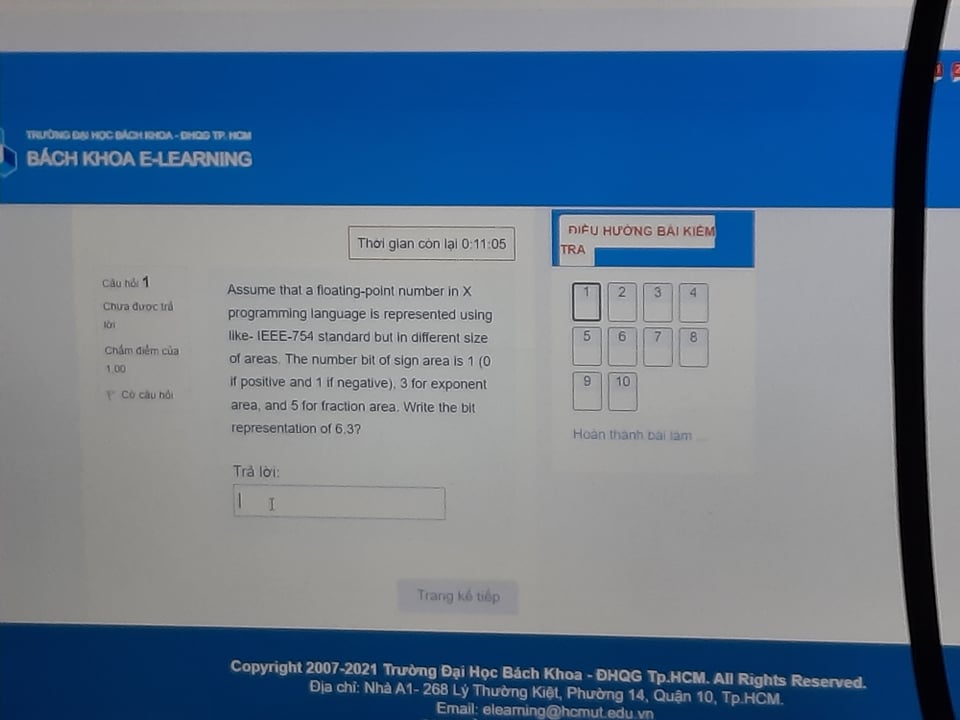 TRƯỜNG ĐẠI HỌC BÁCH KHOA - ĐHQG TP. HCM
BÁCH KHOA E-LEARNING
Thời gian còn lại 0:11:05
Câu hỏi 1
Chưa được trả
lời
Chấm điểm của
1,00
Cờ câu hỏi
Assume that a floating-point number in X
programming language is represented using
like- IEEE-754 standard but in different size
of areas. The number bit of sign area is 1 (0
if positive and 1 if negative), 3 for exponent
area, and 5 for fraction area. Write the bit
representation of 6.3?
Trả lời:
Trang kế tiếp
ĐIỀU HƯỚNG BÀI KIỂM
TRA
1 2 3 4
5 6 7 8
9 10
Hoàn thành bài làm ...
Copyright 2007-2021 Trường Đại Học Bách Khoa - ĐHQG Tp.HCM. All Rights Reserved.
Địa chỉ: Nhà A1- 268 Lý Thường Kiệt, Phường 14, Quận 10, Tp.HCM.
Email: elearning@hcmut.edu.vn